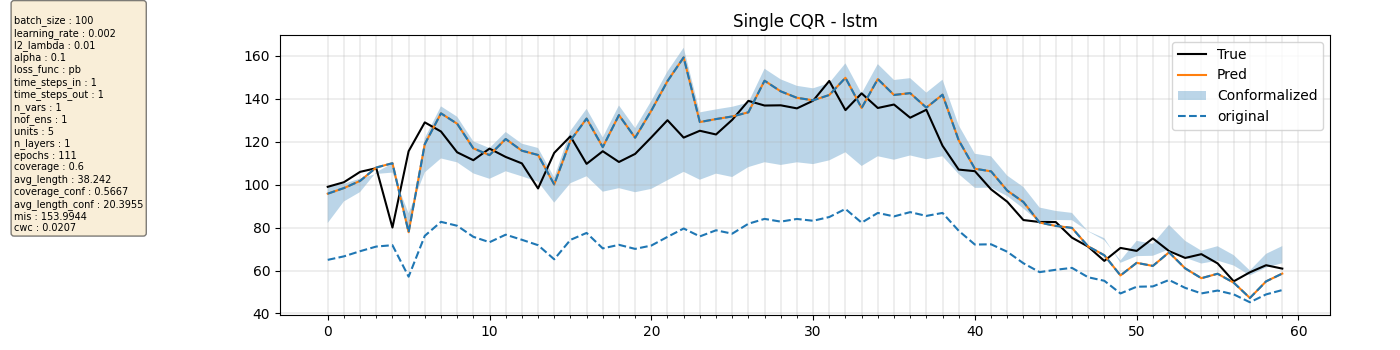 batch_size : 100
learning_rate : 0.002
l2_lambda : 0.01
alpha : 0.1
loss_func : pb
time_steps_in : 1
time_steps_out : 1
n_vars : 1
nof_ens : 1
units : 5
n_layers : 1
epochs : 111
coverage : 0.6
avg_length : 38.242
coverage_conf : 0.5667
avg_length_conf : 20.3955
mis : 153.9944
cwc : 0.0207
Single CQR - lstm
160
140
120
100
80
60
40
True
Pred
Conformalized
original
0 10 20 30 40 50 60